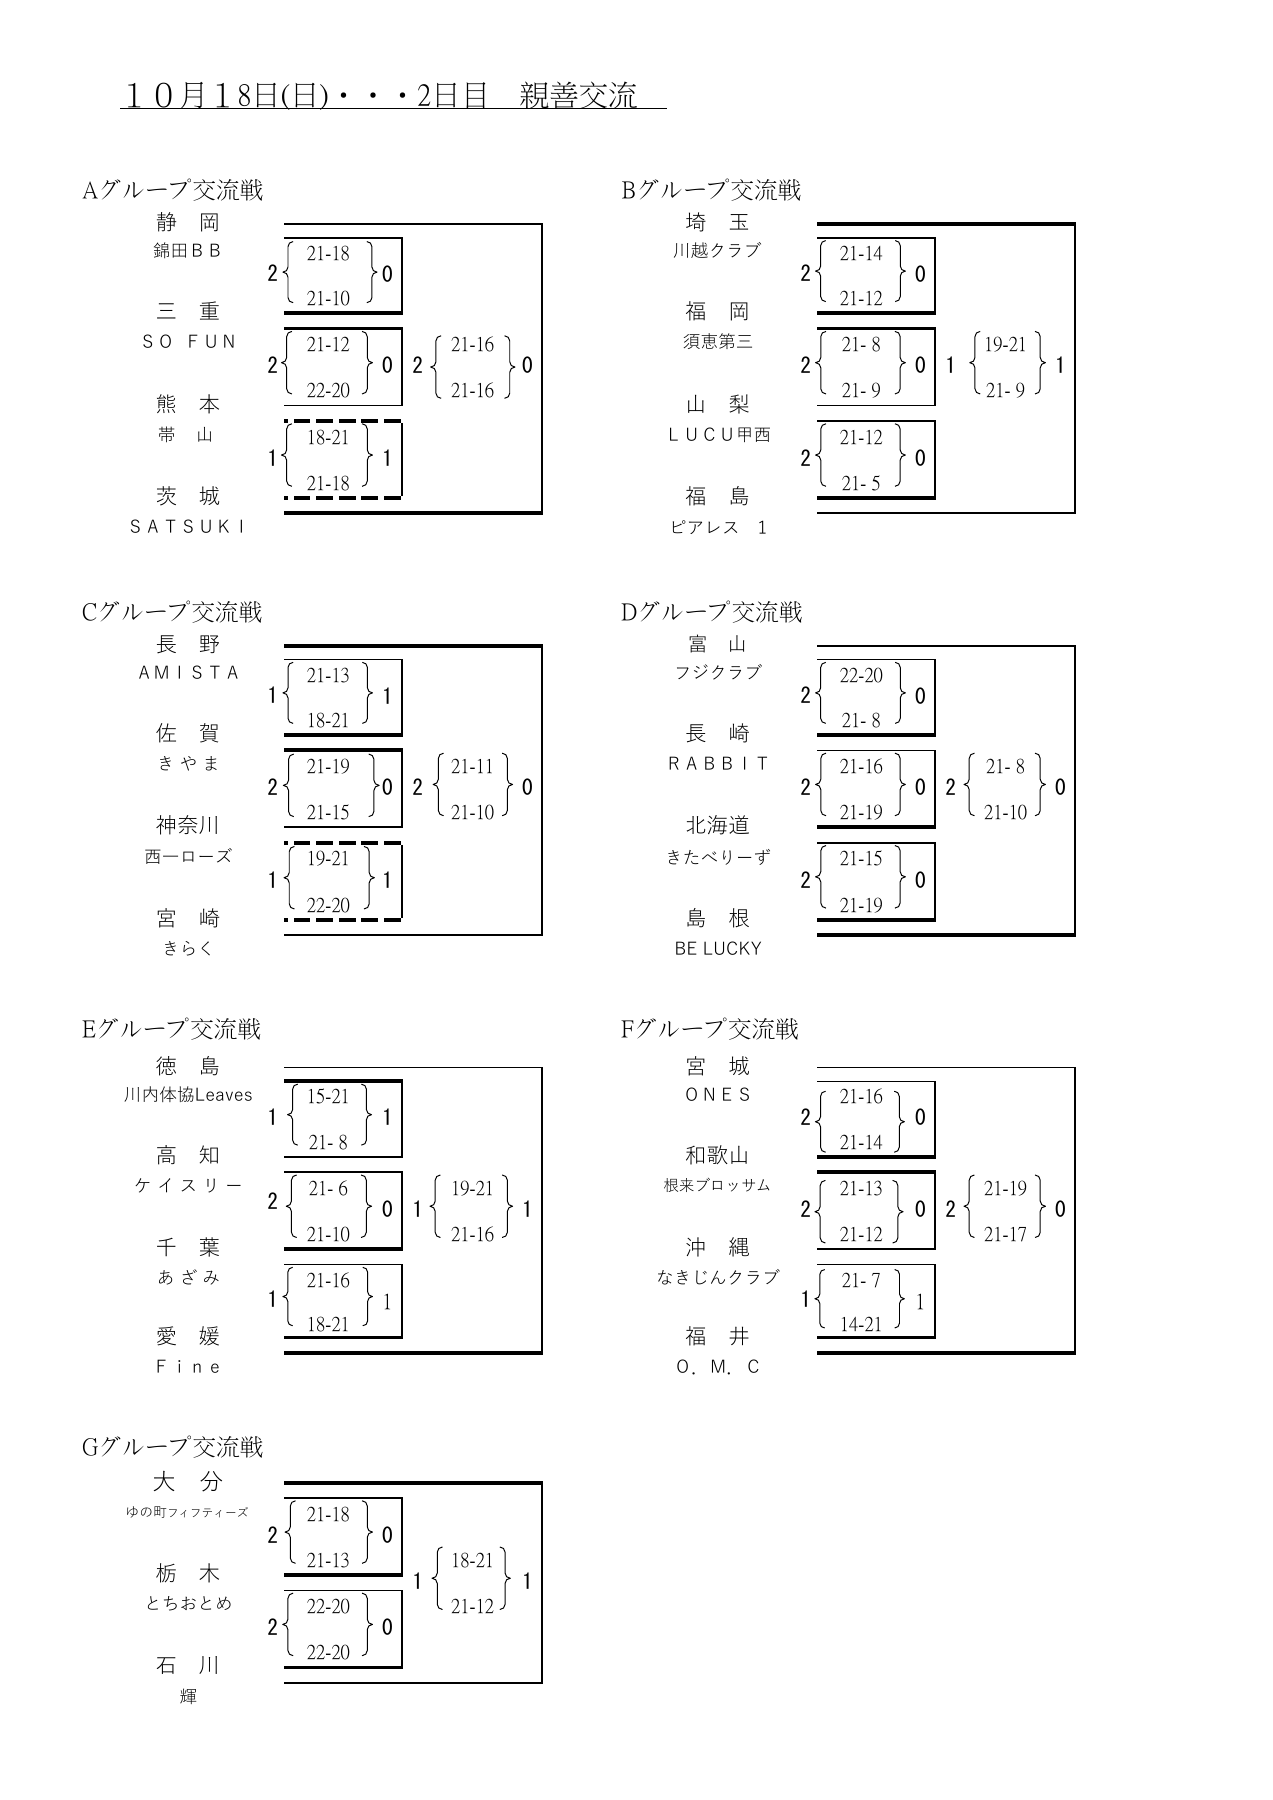 １０月１8日(日)・・・2日目　親善交流
Aグループ交流戦
静　岡
錦田ＢＢ
2 21-18 0
21-10
三　重
ＳＯ ＦＵＮ
2 21-12 0
22-20
2 21-16 0
21-16
熊　本
帯　山
1 18-21 1
21-18
茨　城
ＳＡＴＳＵＫＩ
Bグループ交流戦
埼　玉
川越クラブ
2 21-14 0
21-12
福　岡
須恵第三
2 21- 8 0
21- 9
1 19-21 1
21- 9
山　梨
ＬＵＣＵ甲西
2 21-12 0
21- 5
福　島
ピアレス　1
Cグループ交流戦
長　野
ＡＭＩＳＴＡ
1 21-13 1
18-21
佐　賀
きやま
2 21-19 0
21-15
2 21-11 0
21-10
神奈川
西一ローズ
1 19-21 1
22-20
宮　崎
きらく
Dグループ交流戦
富　山
フジクラブ
2 22-20 0
21- 8
長　崎
ＲＡＢＢＩＴ
2 21-16 0
21-19
2 21- 8 0
21-10
北海道
きたべりーず
2 21-15 0
21-19
島　根
BE LUCKY
Eグループ交流戦
徳　島
川内体協Leaves
1 15-21 1
21- 8
高　知
ケイスリー
2 21- 6 0
21-10
1 19-21 1
21-16
千　葉
あざみ
1 21-16 1
18-21
愛　媛
Ｆｉｎｅ
Fグループ交流戦
宮　城
ＯＮＥＳ
2 21-16 0
21-14
和歌山
根来ブロッサム
2 21-13 0
21-12
2 21-19 0
21-17
沖　縄
なきじんクラブ
1 21- 7 1
14-21
福　井
Ｏ．Ｍ．Ｃ
Gグループ交流戦
大　分
ゆの町フィフティーズ
2 21-18 0
21-13
栃　木
とちおとめ
1 18-21 1
21-12
2 22-20 0
22-20
石　川
輝